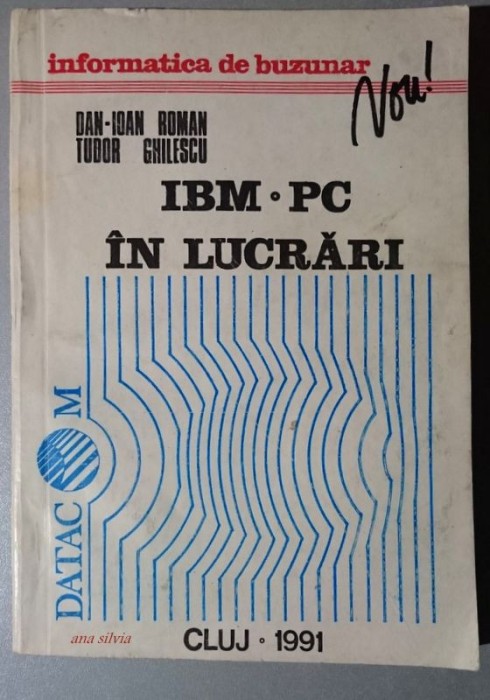 informatica de buzunar
Nou!
DAN-IOAN ROMAN
TUDOR GHILESCU
IBM • PC
ÎN LUCRĂRI
DATACOM
ana silvia
CLUJ • 1991